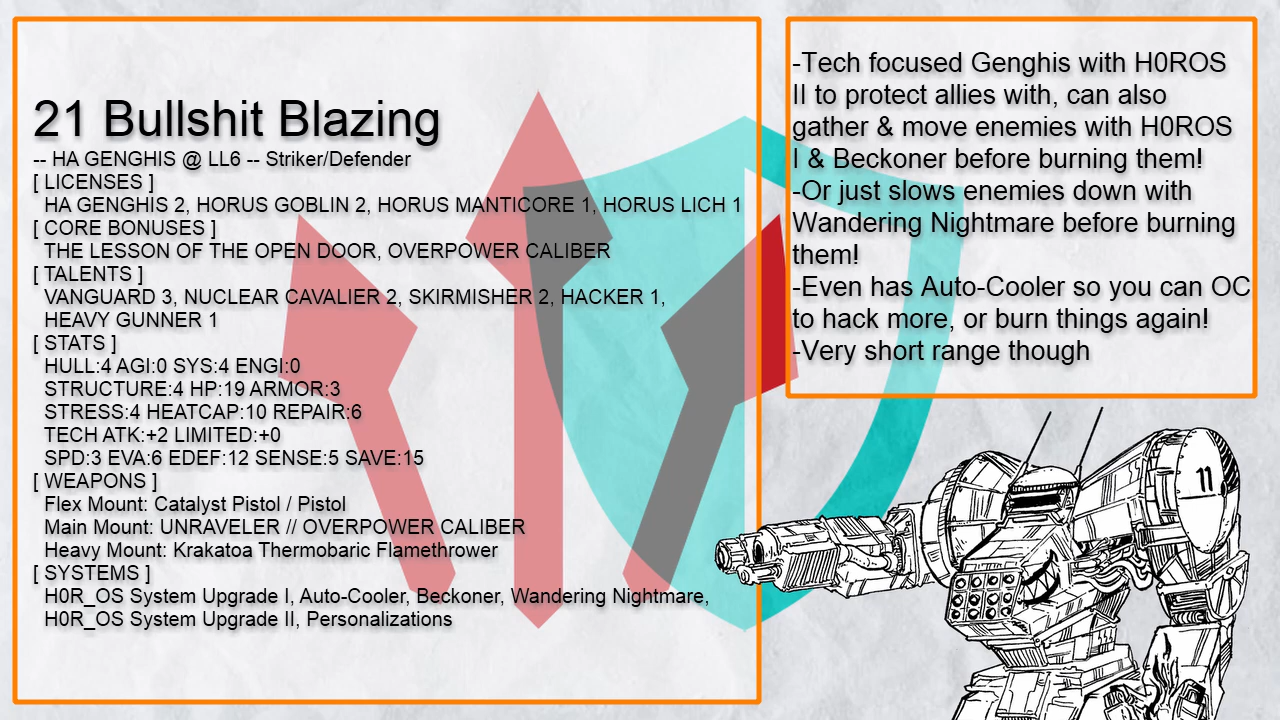 21 Bullshit Blazing
-- HA GENGHIS @ LL6 -- Striker/Defender
[ LICENSES ]
HA GENGHIS 2, HORUS GOBLIN 2, HORUS MANTICORE 1, HORUS LICH 1
[ CORE BONUSES ]
THE LESSON OF THE OPEN DOOR, OVERPOWER CALIBER
[ TALENTS ]
VANGUARD 3, NUCLEAR CAVALIER 2, SKIRMISHER 2, HACKER 1,
HEAVY GUNNER 1
[ STATS ]
HULL:4 AGI:0 SYS:4 ENGI:0
STRUCTURE:4 HP:19 ARMOR:3
STRESS:4 HEATCAP:10 REPAIR:6
TECH ATK:+2 LIMITED:+0
SPD:3 EVA:6 EDEF:12 SENSE:5 SAVE:15
[ WEAPONS ]
Flex Mount: Catalyst Pistol / Pistol
Main Mount: UNRAVELER // OVERPOWER CALIBER
Heavy Mount: Krakatoa Thermobaric Flamethrower
[ SYSTEMS ]
H0R_OS System Upgrade I, Auto-Cooler, Beckoner, Wandering Nightmare,
H0R_OS System Upgrade II, Personalizations
-Tech focused Genghis with H0ROS
II to protect allies with, can also
gather & move enemies with H0ROS
I & Beckoner before burning them!
-Or just slows enemies down with
Wandering Nightmare before burning
them!
-Even has Auto-Cooler so you can OC
to hack more, or burn things again!
-Very short range though
11